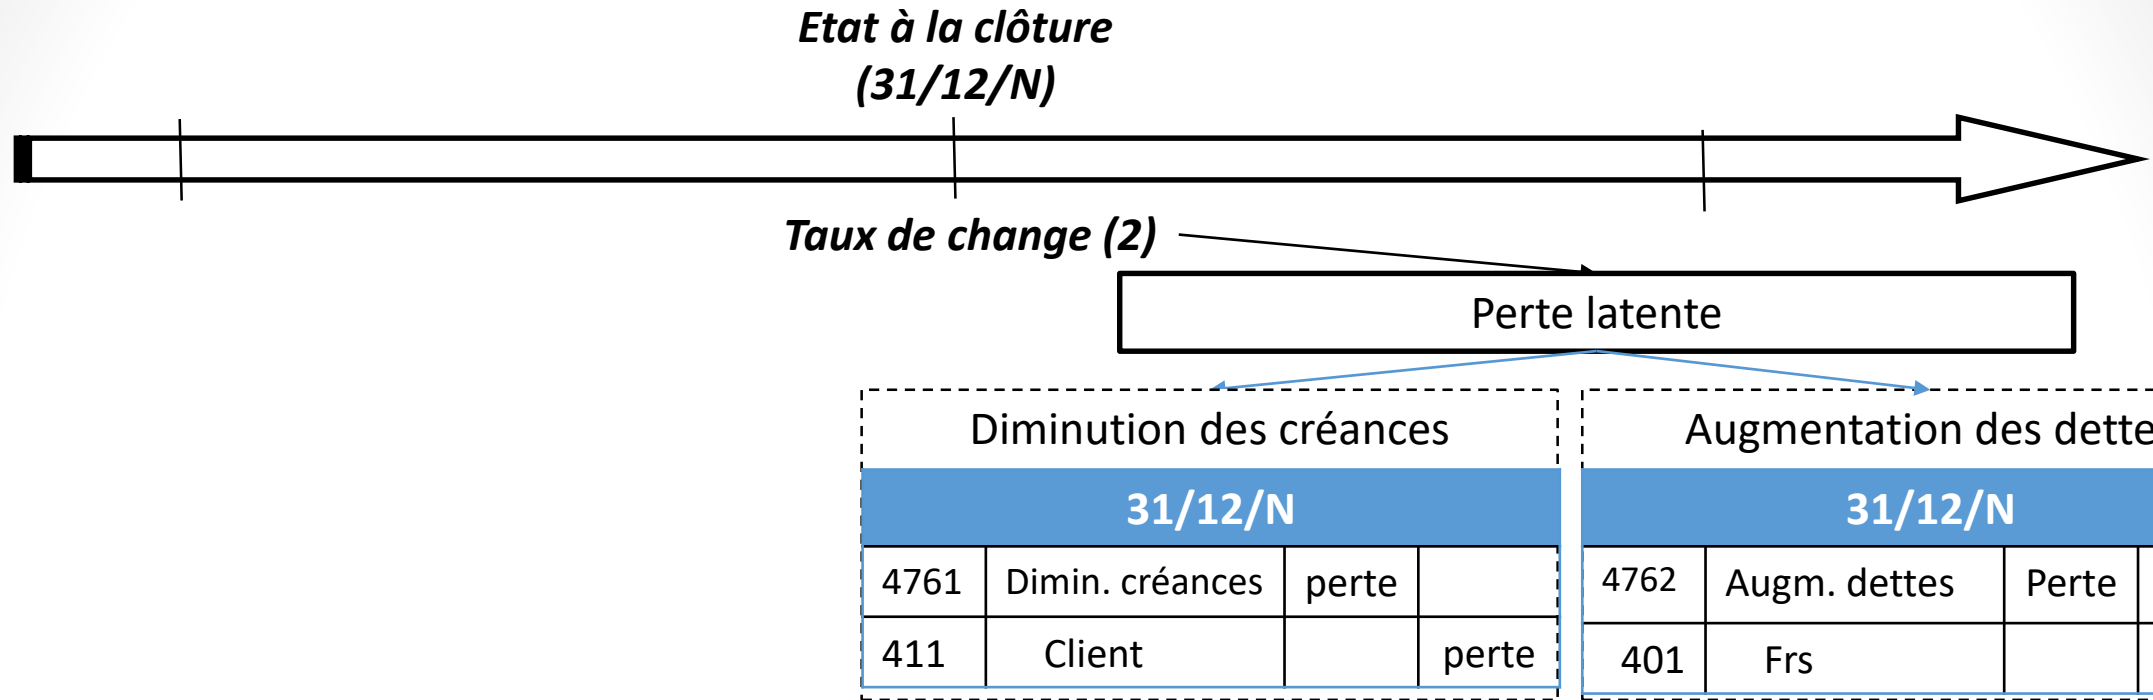 Etat à la clôture
(31/12/N)
Taux de change (2)
Perte latente
Diminution des créances
31/12/N
4761 Dimin. créances perte
411 Client perte
Augmentation des dette
31/12/N
4762 Augm. dettes Perte
401 Frs